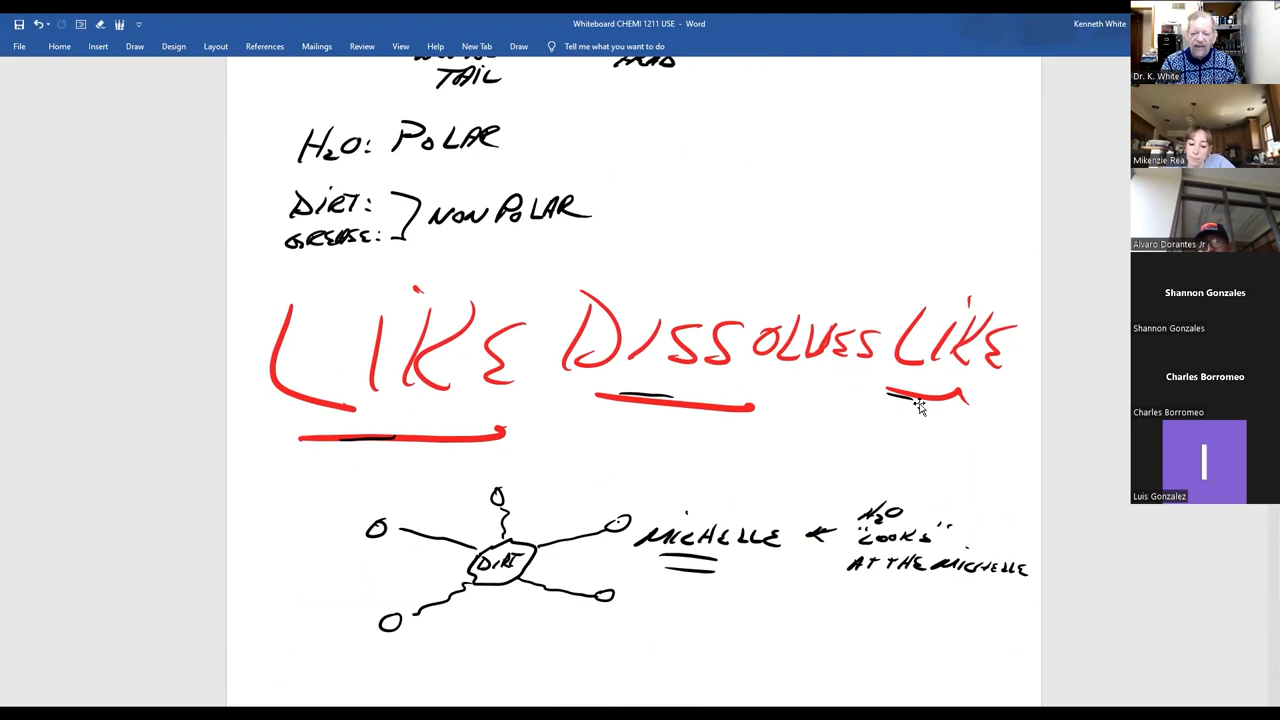 Whiteboard CHEMI 1211 USE - Word
Kenneth White
File Home Insert Draw Design Layout References Mailings Review View Help New Tab Draw Tell me what you want to do
TAIL
HEAD
H2O: POLAR
DIRT:
GREASE:
NONPOLAR
LIKE DISSOLVES LIKE
DIRT
MICHELLE
H2O
"LOOKS"
AT THE MICHELLE
Dr. K. White
Mikenzie Rea
Alvaro Dorantes Jr
Shannon Gonzales
Shannon Gonzales
Charles Borromeo
Charles Borromeo
I
Luis Gonzalez